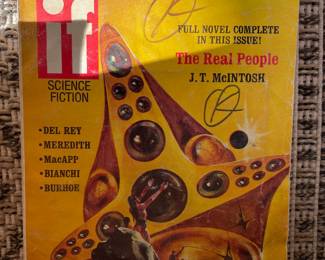 if
SCIENCE
FICTION
FULL NOVEL COMPLETE
IN THIS ISSUE!
The Real People
J. T. McINTOSH
• DEL REY
• MEREDITH
• MacAPP
• BIANCHI
• BURHOE